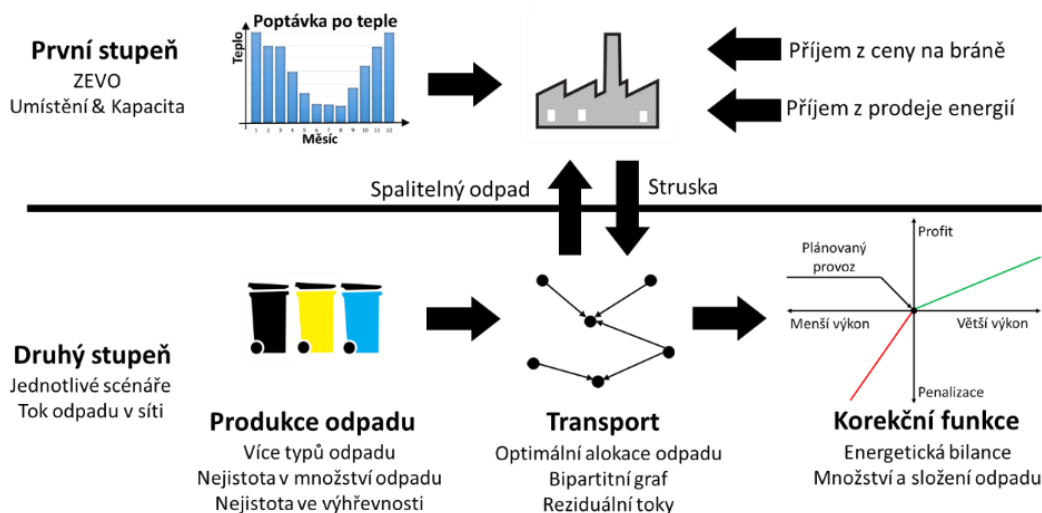 První stupeň
ZEVO
Umístění & Kapacita
Poptávka po teple
Teplo
1 2 3 4 5 6 7 8 9 10 11 12
Měsíc
Příjem z ceny na bráně
Příjem z prodeje energií
Spalitelný odpad
Struska
Druhý stupeň
Jednotlivé scénáře
Tok odpadu v síti
Produkce odpadu
Více typů odpadu
Nejistota v množství odpadu
Nejistota ve výhřevnosti
Transport
Optimální alokace odpadu
Bipartitní graf
Reziduální toky
Profit
Plánovaný
provoz
Menší výkon
Větší výkon
Penalizace
Korekční funkce
Energetická bilance
Množství a složení odpadu